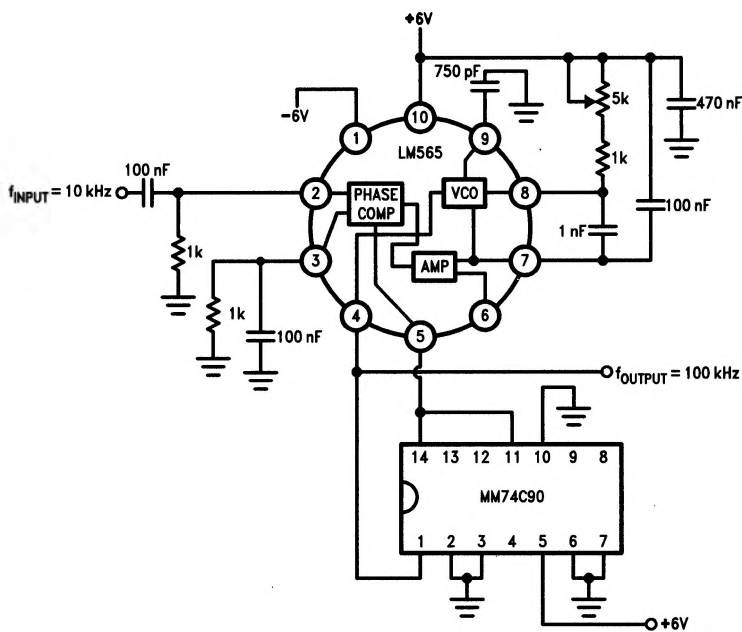 +6V
750 pF
-6V
10
5k
470 nF
1
9
LM565
1k
100 nF
fINPUT = 10 kHz
2
PHASE
COMP
VCO
8
100 nF
1 nF
1k
3
AMP
7
1k
100 nF
4
5
6
fOUTPUT = 100 kHz
14 13 12 11 10 9 8
MM74C90
1 2 3 4 5 6 7
+6V